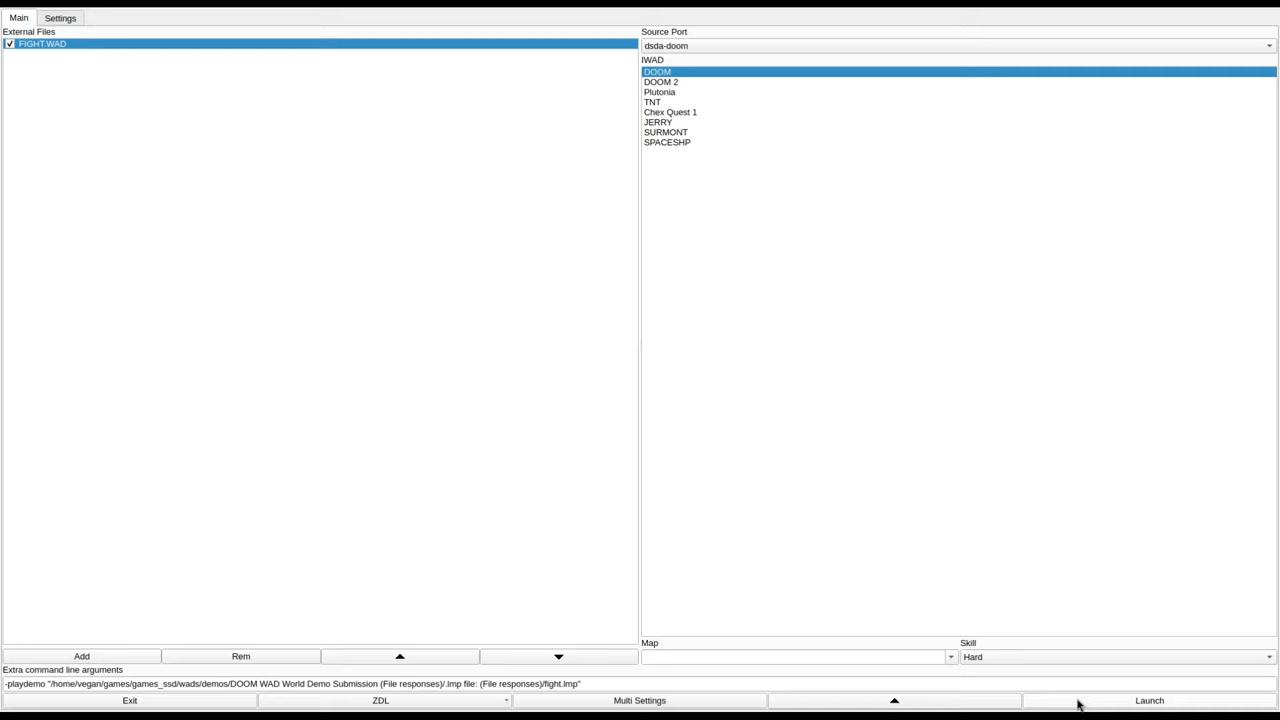 Main Settings
External Files
FIGHT.WAD
Source Port
dsda-doom
IWAD
DOOM
DOOM 2
Plutonia
TNT
Chex Quest 1
JERRY
SURMONT
SPACESHP
Map Skill
Hard
Add Rem
Extra command line arguments
-playdemo "/home/vegan/games/games_ssd/wads/demos/DOOM WAD World Demo Submission (File responses)/.lmp file: (File responses)/fight.lmp"
Exit ZDL Multi Settings Launch